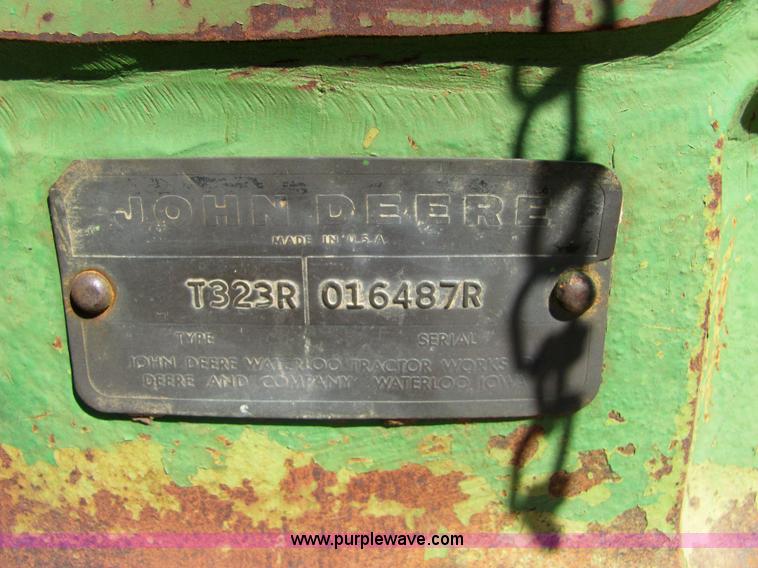 JOHN DEERE
MADE IN U.S.A.
T323R 016487R
TYPE SERIAL
JOHN DEERE WATERLOO TRACTOR WORKS
DEERE AND COMPANY WATERLOO, IOWA
www.purplewave.com